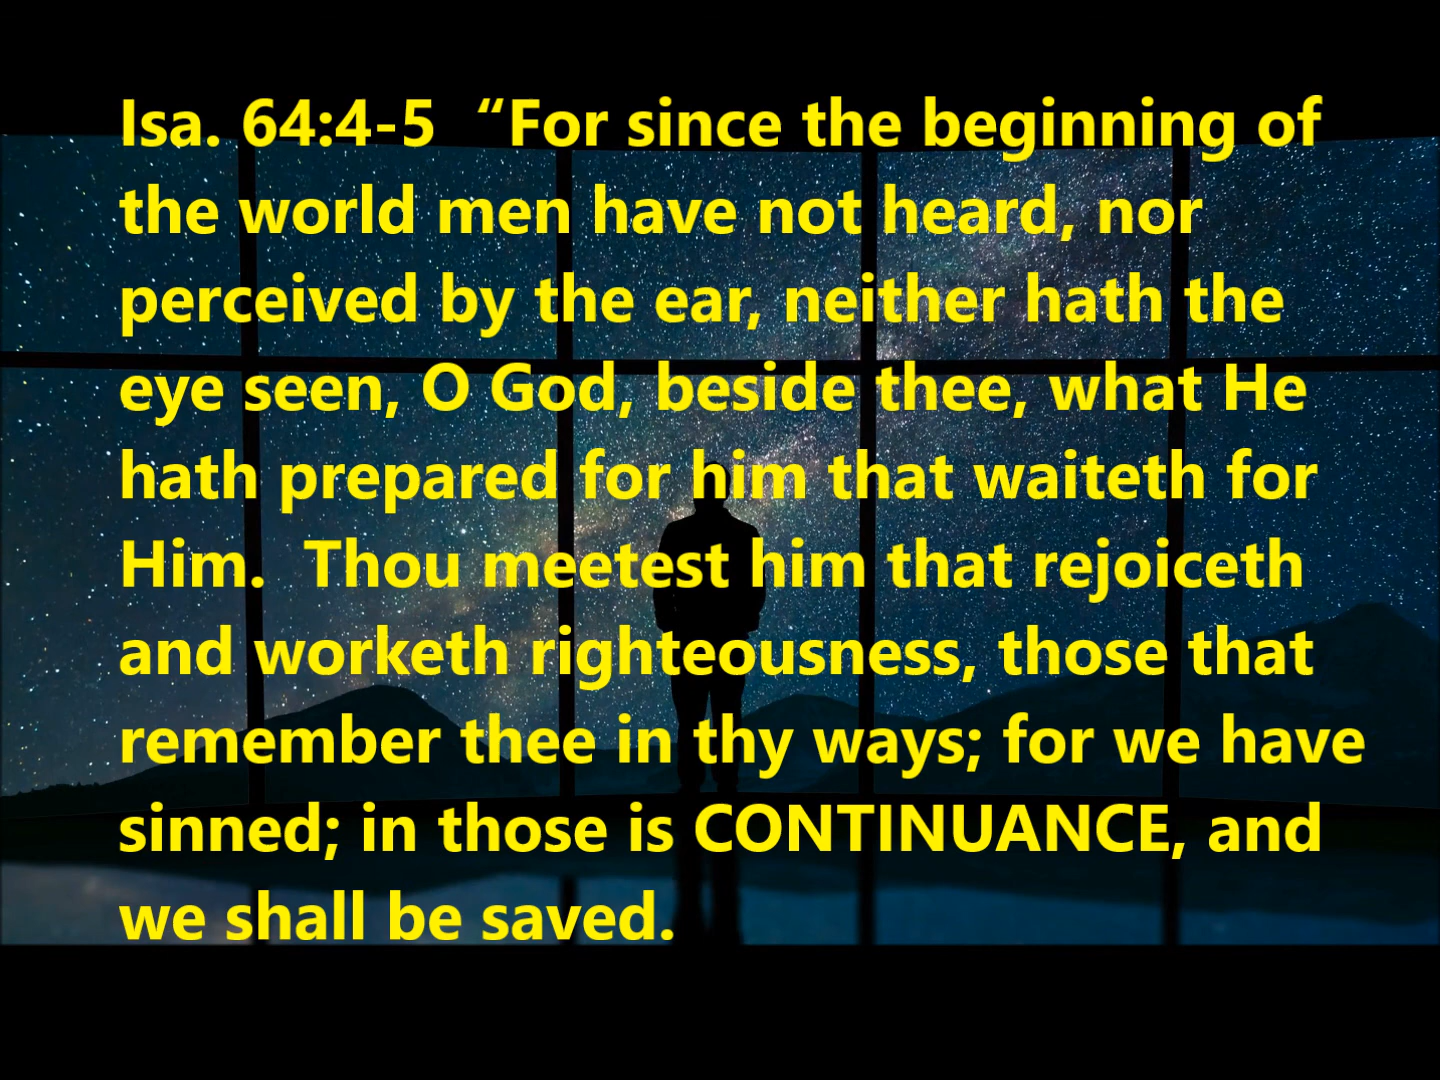 Isa. 64:4-5  “For since the beginning of
the world men have not heard, nor
perceived by the ear, neither hath the
eye seen, O God, beside thee, what He
hath prepared for him that waiteth for
Him.  Thou meetest him that rejoiceth
and worketh righteousness, those that
remember thee in thy ways; for we have
sinned; in those is CONTINUANCE, and
we shall be saved.